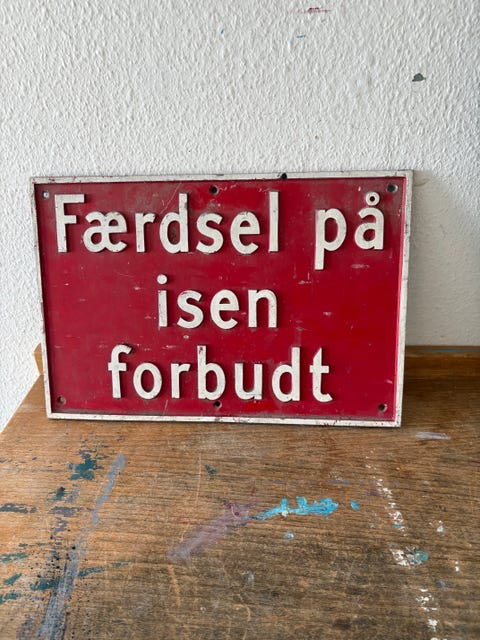 Færdsel på
isen
forbudt